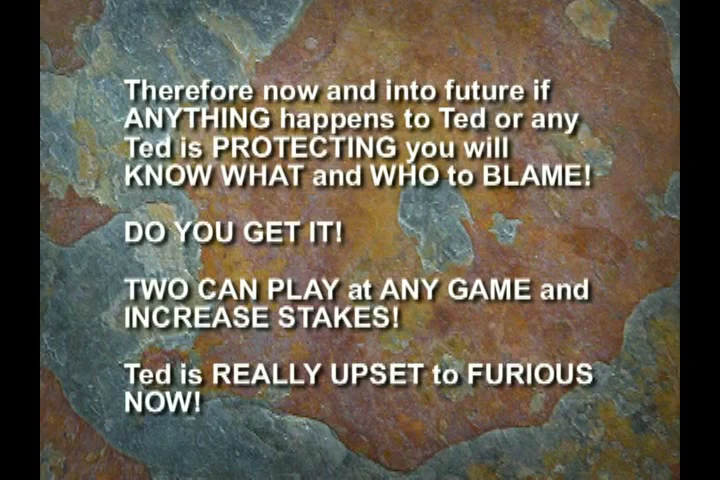 Therefore now and into future if
ANYTHING happens to Ted or any
Ted is PROTECTING you will
KNOW WHAT and WHO to BLAME!
DO YOU GET IT!
TWO CAN PLAY at ANY GAME and
INCREASE STAKES!
Ted is REALLY UPSET to FURIOUS
NOW!